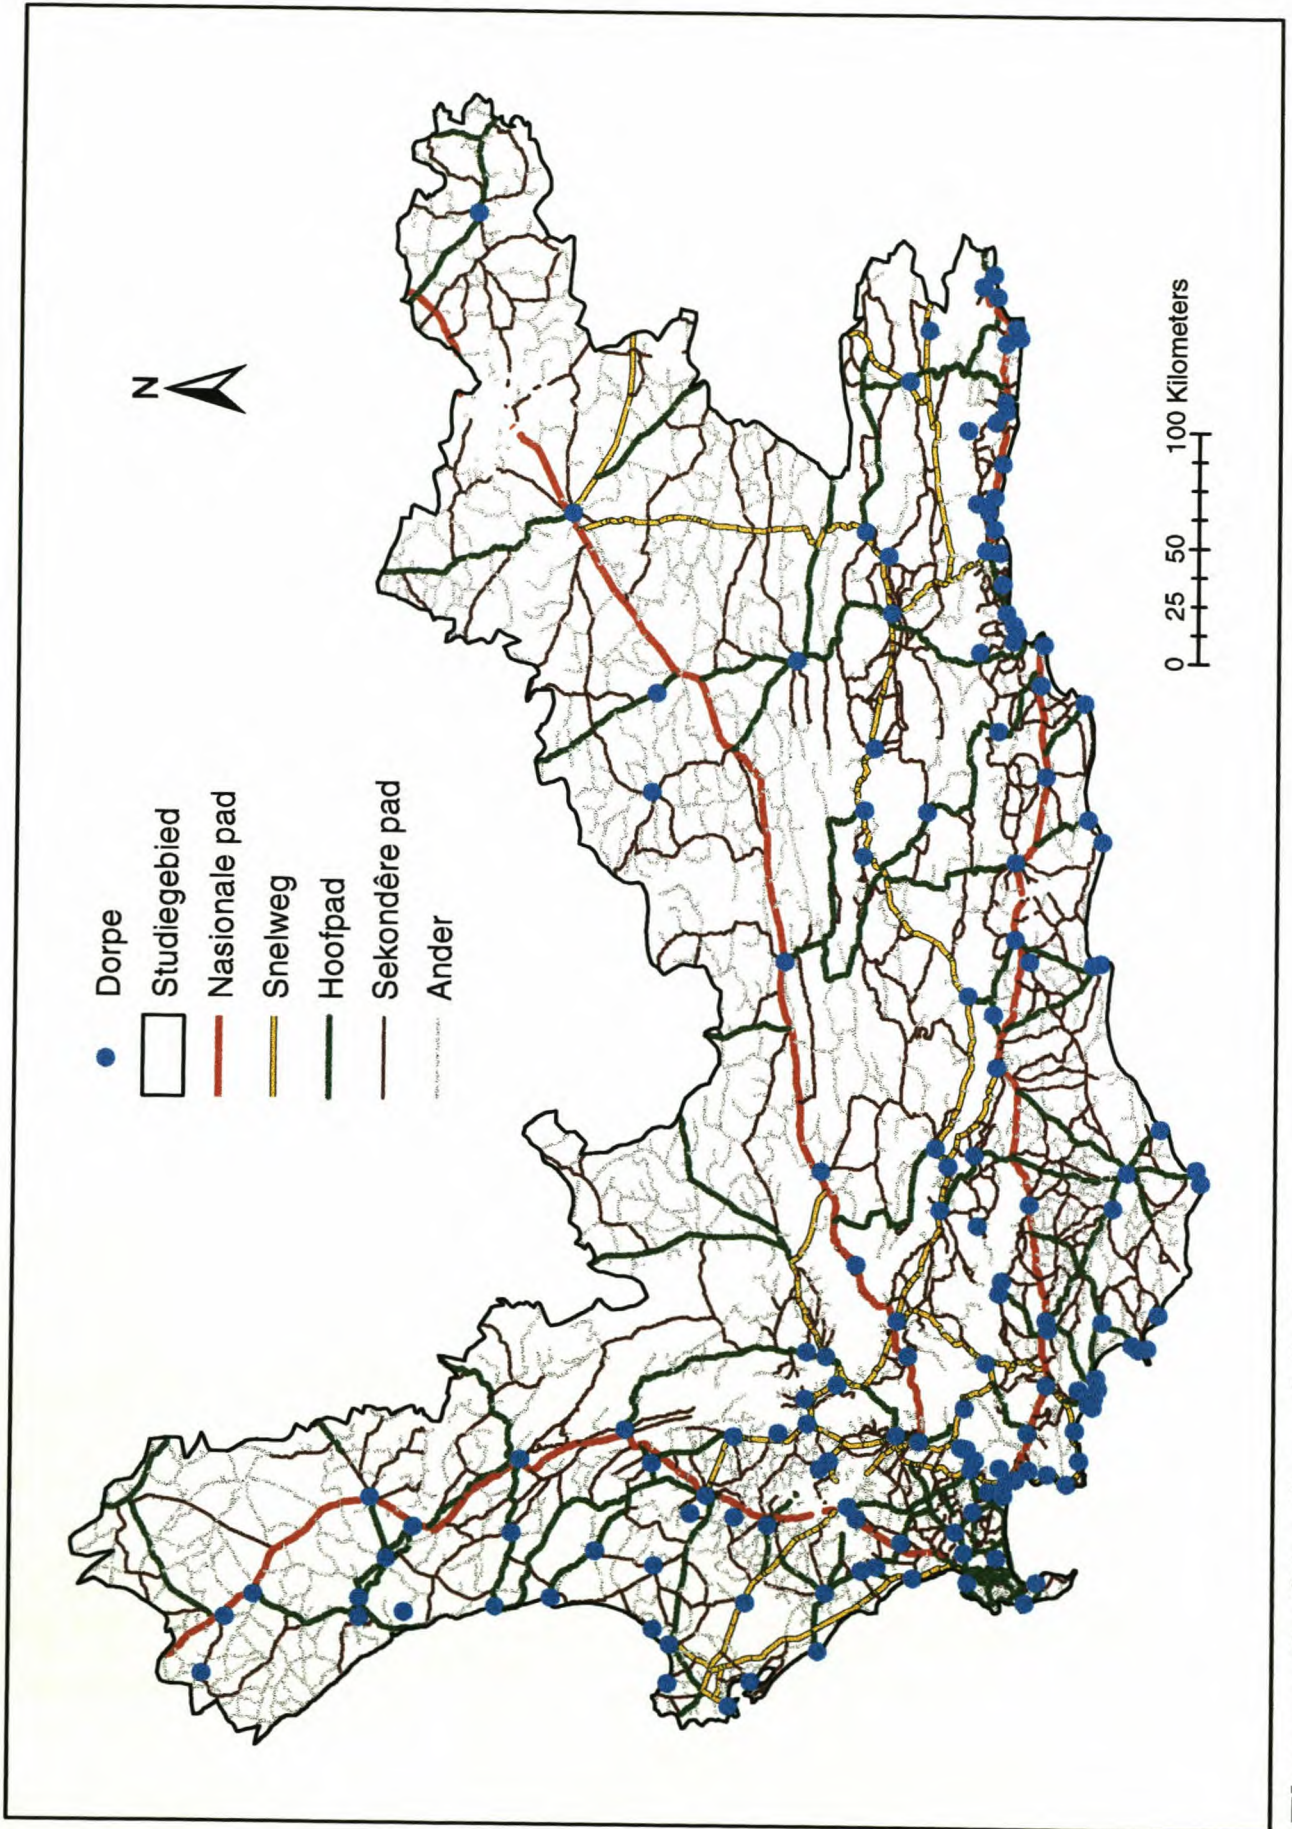 N
Dorpe
Studiegebied
Nasionale pad
Snelweg
Hoofpad
Sekondêre pad
Ander
0 25 50 100 Kilometers